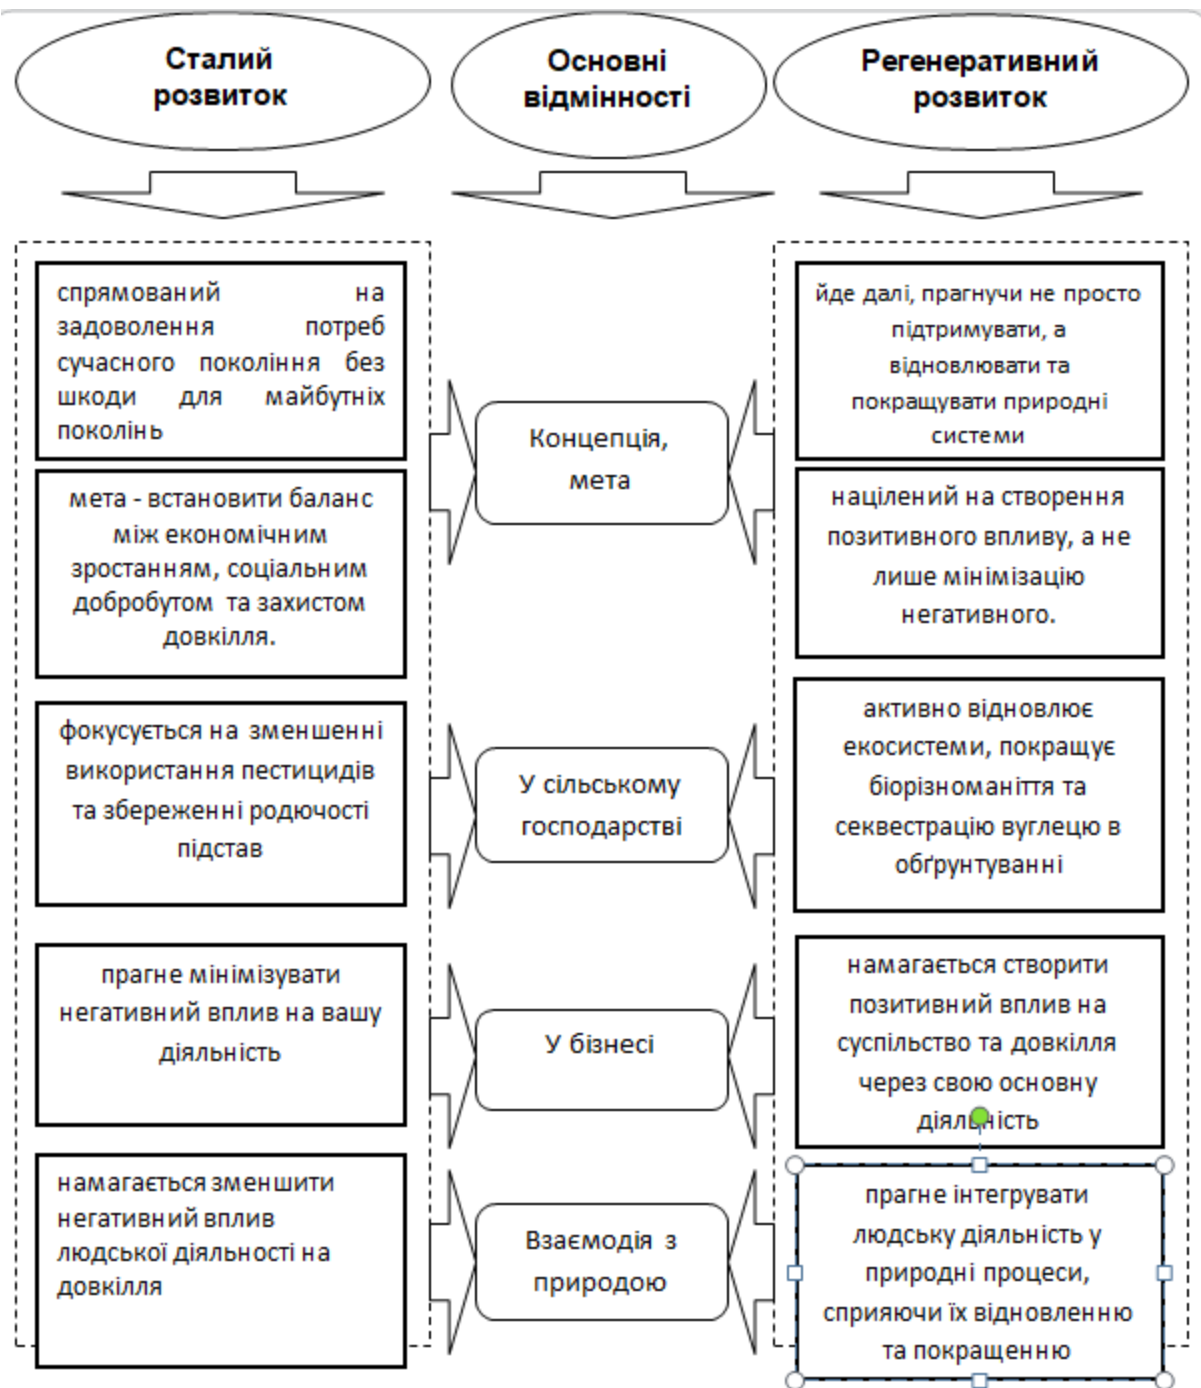 Сталий
розвиток
Основні
відмінності
Регенеративний
розвиток
спрямований на
задоволення потреб
сучасного покоління без
шкоди для майбутніх
поколінь
мета - встановити баланс
між економічним
зростанням, соціальним
добробутом та захистом
довкілля.
Концепція,
мета
йде далі, прагнучи не просто
підтримувати, а
відновлювати та
покращувати природні
системи
націлений на створення
позитивного впливу, а не
лише мінімізацію
негативного.
фокусується на зменшенні
використання пестицидів
та збереженні родючості
підстав
У сільському
господарстві
активно відновлює
екосистеми, покращує
біорізноманіття та
секвестрацію вуглецю в
обґрунтуванні
прагне мінімізувати
негативний вплив на вашу
діяльність
У бізнесі
намагається створити
позитивний вплив на
суспільство та довкілля
через свою основну
діяльність
намагається зменшити
негативний вплив
людської діяльності на
довкілля
Взаємодія з
природою
прагне інтегрувати
людську діяльність у
природні процеси,
сприяючи їх відновленню
та покращенню